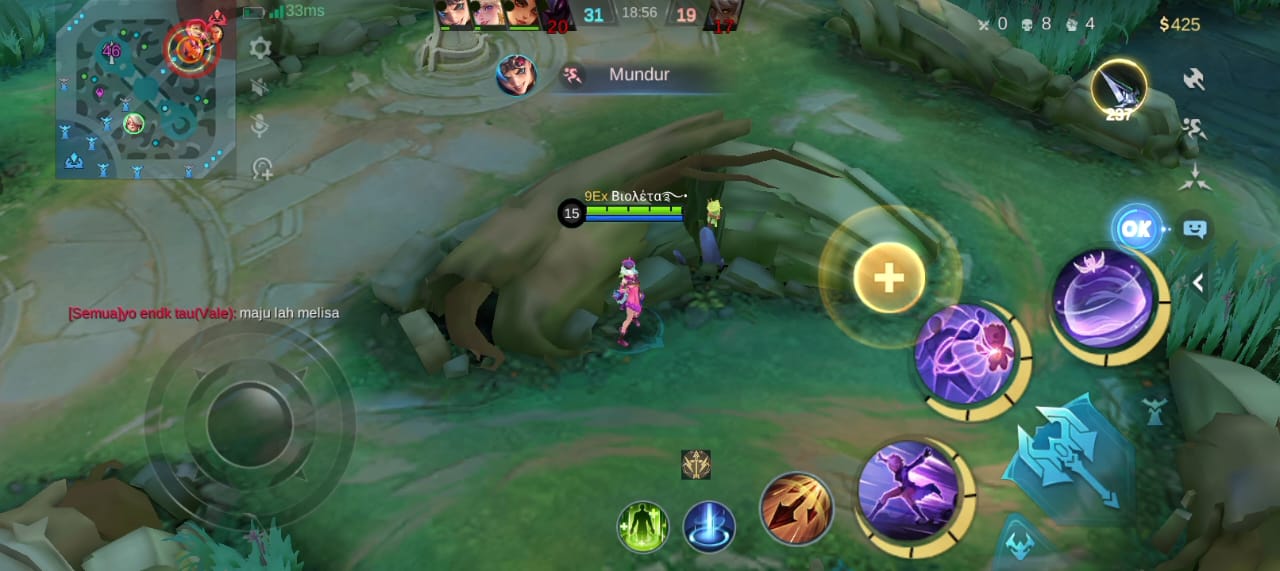 33ms
46
20
31
18:56
19
17
0 8 4
$425
Mundur
237
9Ex Βιολέτα
15
OK
[Semua]yo endk tau(Vale): maju lah melisa